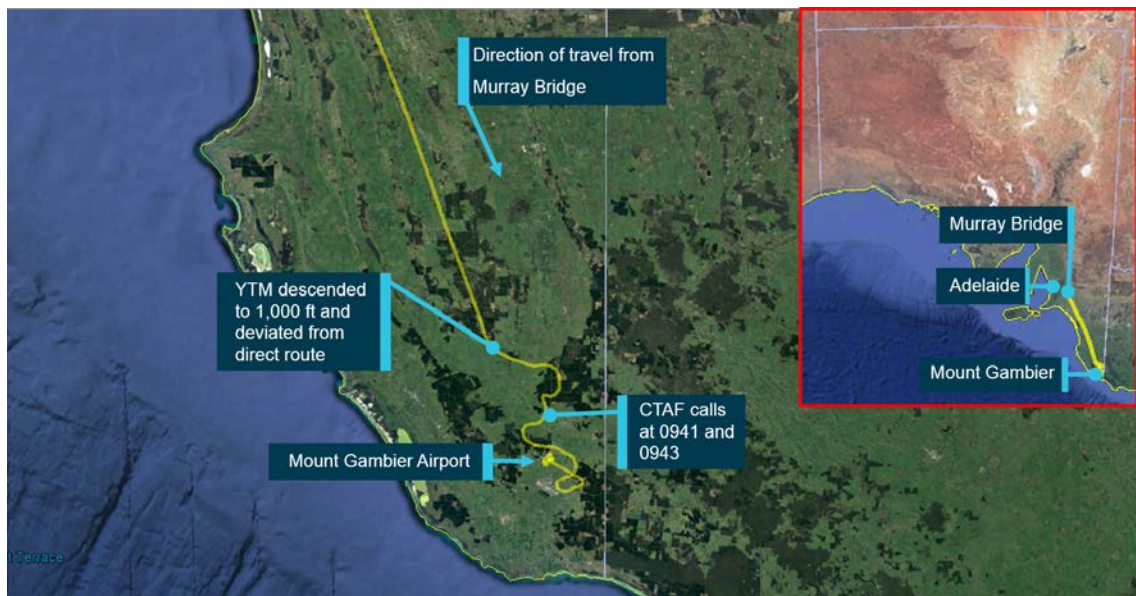 Direction of travel from
Murray Bridge
Murray Bridge
Adelaide
Mount Gambier
YTM descended
to 1,000 ft and
deviated from
direct route
CTAF calls
at 0941 and
0943
Mount Gambier Airport
Terrace